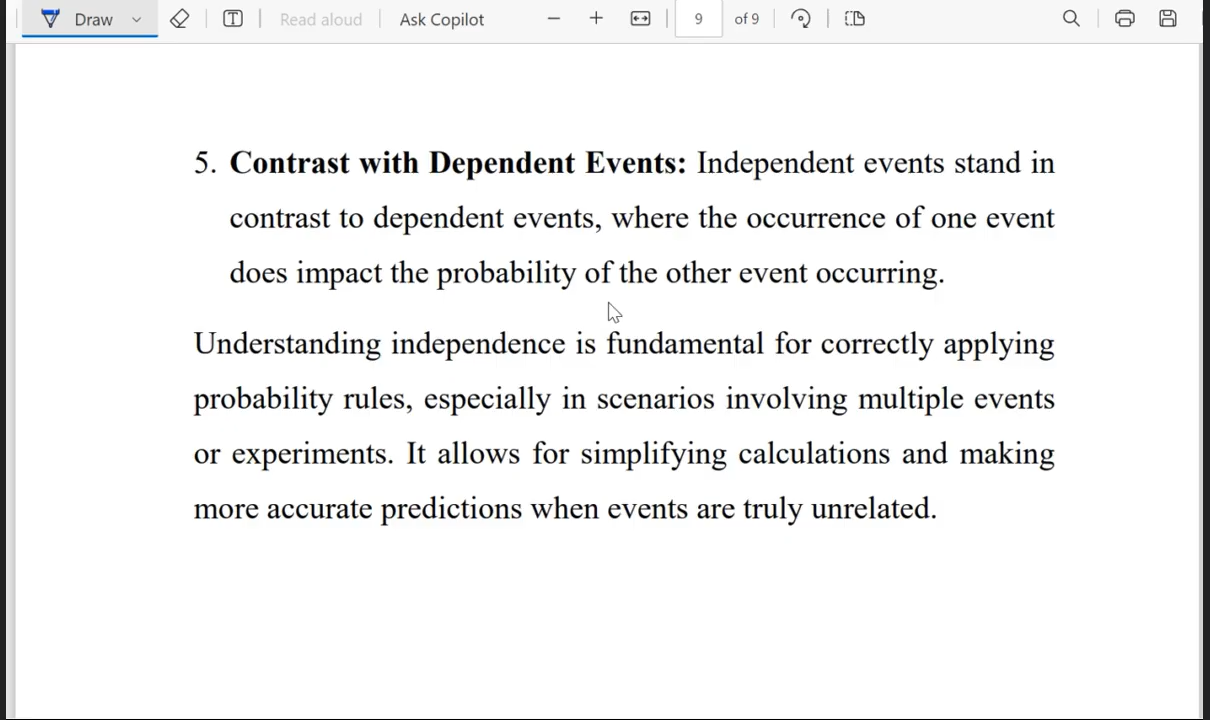 Draw
Read aloud
Ask Copilot
9
of 9
5. Contrast with Dependent Events: Independent events stand in
contrast to dependent events, where the occurrence of one event
does impact the probability of the other event occurring.
Understanding independence is fundamental for correctly applying
probability rules, especially in scenarios involving multiple events
or experiments. It allows for simplifying calculations and making
more accurate predictions when events are truly unrelated.